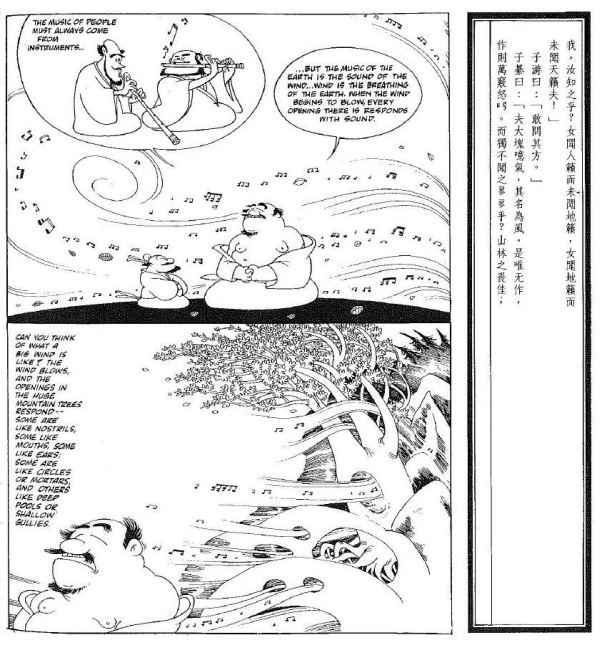 THE MUSIC OF PEOPLE
MUST ALWAYS COME
FROM
INSTRUMENTS...
...BUT THE MUSIC OF THE
EARTH IS THE SOUND OF THE
WIND...WIND IS THE BREATHING
OF THE EARTH. WHEN THE WIND
BEGINS TO BLOW, EVERY
OPENING THERE IS RESPONDS
WITH SOUND.
CAN YOU THINK
OF WHAT A
BIG WIND IS
LIKE? THE
WIND BLOWS,
AND THE
OPENINGS IN
THE HUGE
MOUNTAIN TREES
RESPOND--
SOME ARE
LIKE NOSTRILS,
SOME LIKE
MOUTHS, SOME
LIKE EARS;
SOME ARE
LIKE CIRCLES
OR MORTARS,
AND OTHERS
LIKE DEEP
POOLS OR
SHALLOW
GULLIES.
我,汝知之乎?女聞人籟而未聞地籟,女聞地籟而
未聞天籟夫!」
子游曰:「敢問其方。」
子綦曰:「夫大塊噫氣,其名為風。是唯无作,
作則萬竅怒呺。而獨不聞之翏翏乎?山林之畏佳;